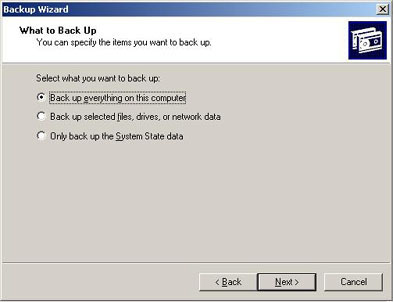 Backup Wizard
What to Back Up
You can specify the items you want to back up.
Select what you want to back up:
Back up everything on this computer
Back up selected files, drives, or network data
Only back up the System State data
< Back
Next >
Cancel